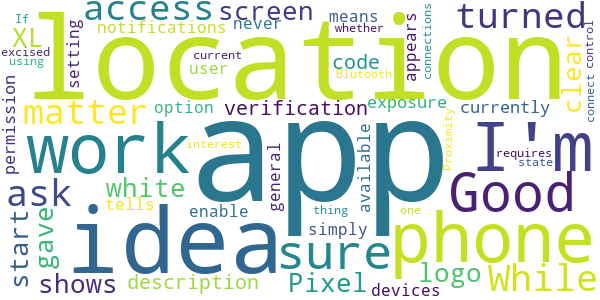 access screen turned
XL notifications never means whether appears connections
If setting location clear control
excised using current user code Blutooth
permission matter option verification exposure currently connect
work app I'm
interest general available Proximity requires state
ask white tells enable thing one Good
start gave idea sure simply phone
shows description Pixel logo While
devices